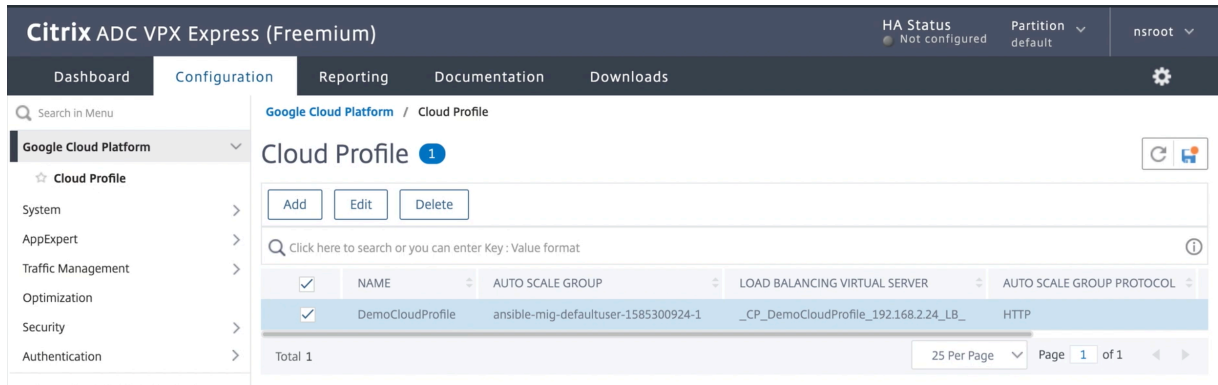 Citrix ADC VPX Express (Freemium)
HA Status
Not configured
Partition
default
nsroot
Dashboard Configuration Reporting Documentation Downloads
Search in Menu
Google Cloud Platform
Cloud Profile
System
AppExpert
Traffic Management
Optimization
Security
Authentication
Google Cloud Platform / Cloud Profile
Cloud Profile 1
Add Edit Delete
Click here to search or you can enter Key : Value format
NAME AUTO SCALE GROUP LOAD BALANCING VIRTUAL SERVER AUTO SCALE GROUP PROTOCOL
DemoCloudProfile ansible-mig-defaultuser-1585300924-1 _CP_DemoCloudProfile_192.168.2.24_LB_ HTTP
Total 1 25 Per Page Page 1 of 1